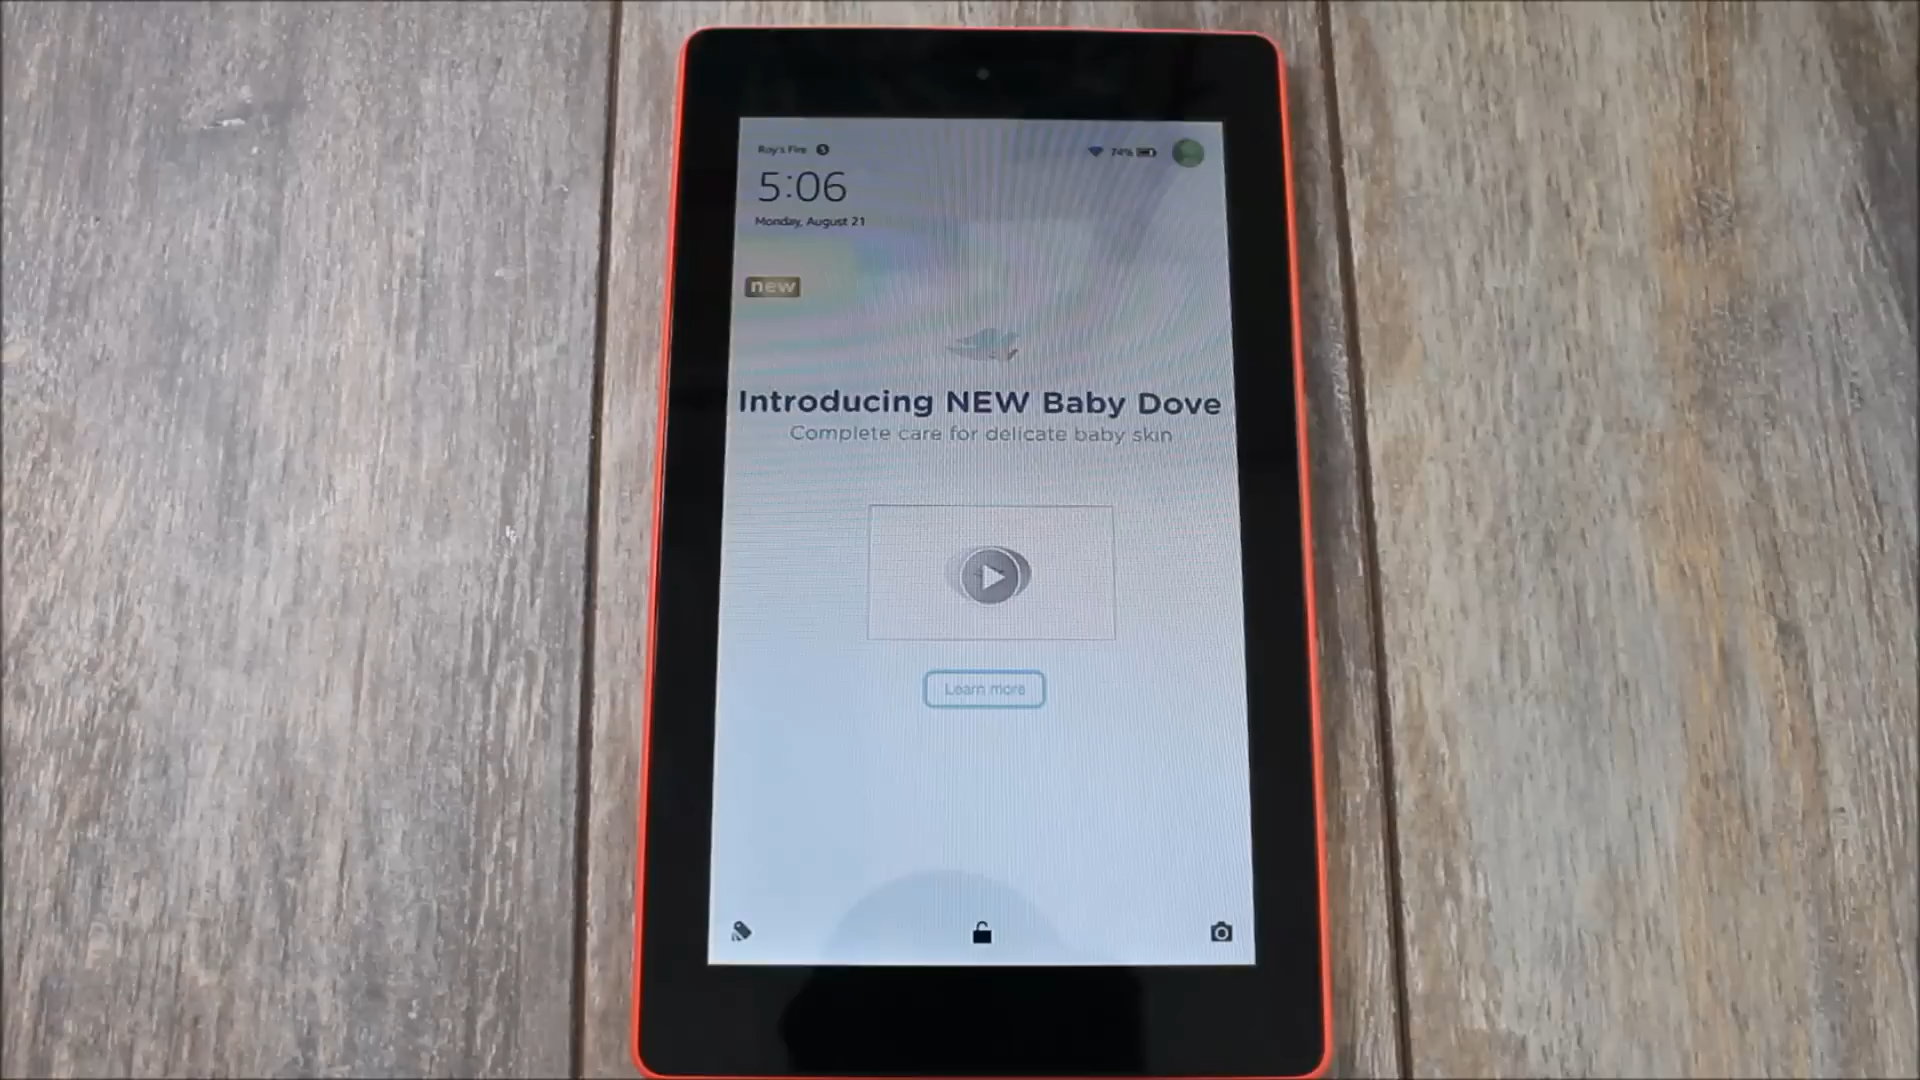 Roy's Fire
74%
5:06
Monday, August 21
new
Introducing NEW Baby Dove
Complete care for delicate baby skin
Learn more